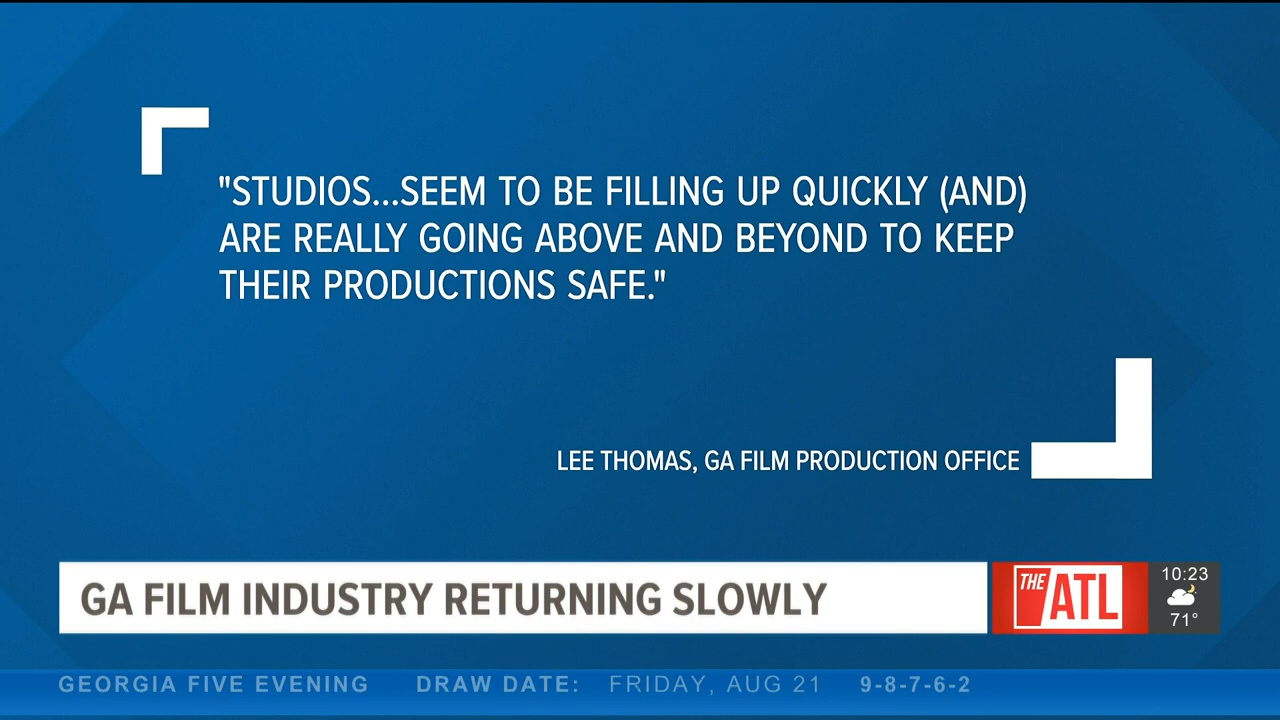 "STUDIOS...SEEM TO BE FILLING UP QUICKLY (AND)
ARE REALLY GOING ABOVE AND BEYOND TO KEEP
THEIR PRODUCTIONS SAFE."
LEE THOMAS, GA FILM PRODUCTION OFFICE
GA FILM INDUSTRY RETURNING SLOWLY
THE ATL
10:23
71°
GEORGIA FIVE EVENING DRAW DATE: FRIDAY, AUG 21 9-8-7-6-2